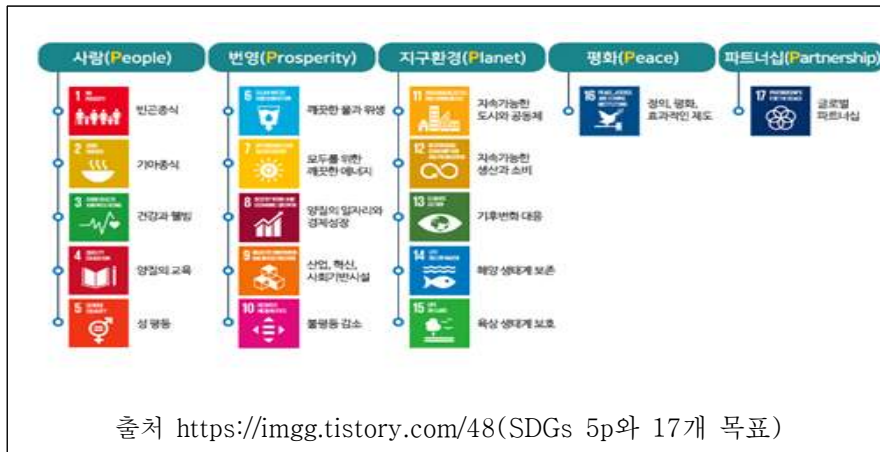 사람(People)
1
빈곤종식
2
기아종식
3
건강과 웰빙
4
양질의 교육
5
성 평등
번영(Prosperity)
6
깨끗한 물과 위생
7
모두를 위한
깨끗한 에너지
8
양질의 일자리와
경제성장
9
산업, 혁신,
사회기반시설
10
불평등 감소
지구환경(Planet)
11
지속가능한
도시와 공동체
12
지속가능한
생산과 소비
13
기후변화 대응
14
해양 생태계 보존
15
육상 생태계 보호
평화(Peace)
16
정의, 평화,
효과적인 제도
파트너십(Partnership)
17
글로벌
파트너십
출처 https://imgg.tistory.com/48(SDGs 5p와 17개 목표)